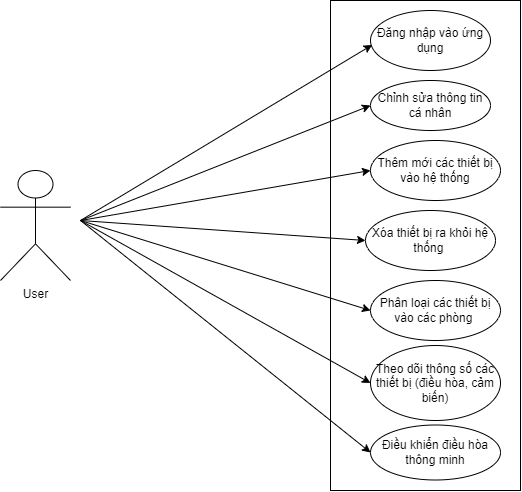 Đăng nhập vào ứng
dụng
Chỉnh sửa thông tin
cá nhân
Thêm mới các thiết bị
vào hệ thống
Xóa thiết bị ra khỏi hệ
thống
User
Phân loại các thiết bị
vào các phòng
Theo dõi thông số các
thiết bị (điều hòa, cảm
biến)
Điều khiển điều hòa
thông minh